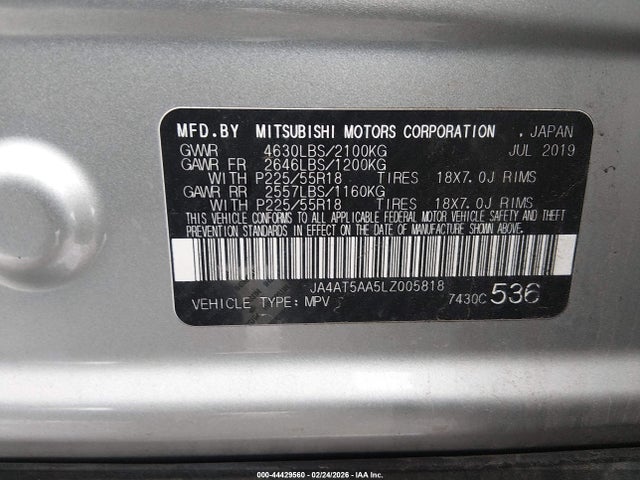 MFD.BY MITSUBISHI MOTORS CORPORATION , JAPAN
GVWR 4630LBS/2100KG JUL 2019
GAWR FR 2646LBS/1200KG
WITH P225/55R18 TIRES 18X7.0J RIMS
GAWR RR 2557LBS/1160KG
WITH P225/55R18 TIRES 18X7.0J RIMS
THIS VEHICLE CONFORMS TO ALL APPLICABLE FEDERAL MOTOR VEHICLE SAFETY AND THEFT
PREVENTION STANDARDS IN EFFECT ON THE DATE OF MANUFACTURE SHOWN ABOVE.
JA4AT5AA5LZ005818
VEHICLE TYPE: MPV 7430C 536
000-44429560 - 02/24/2026 - IAA Inc.